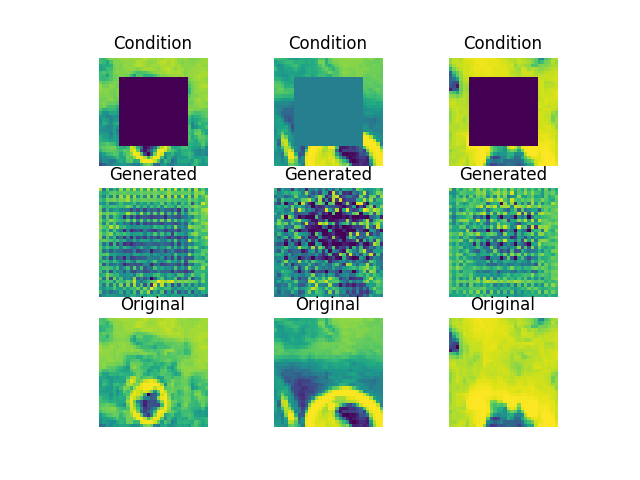 Condition Condition Condition
Generated Generated Generated
Original Original Original